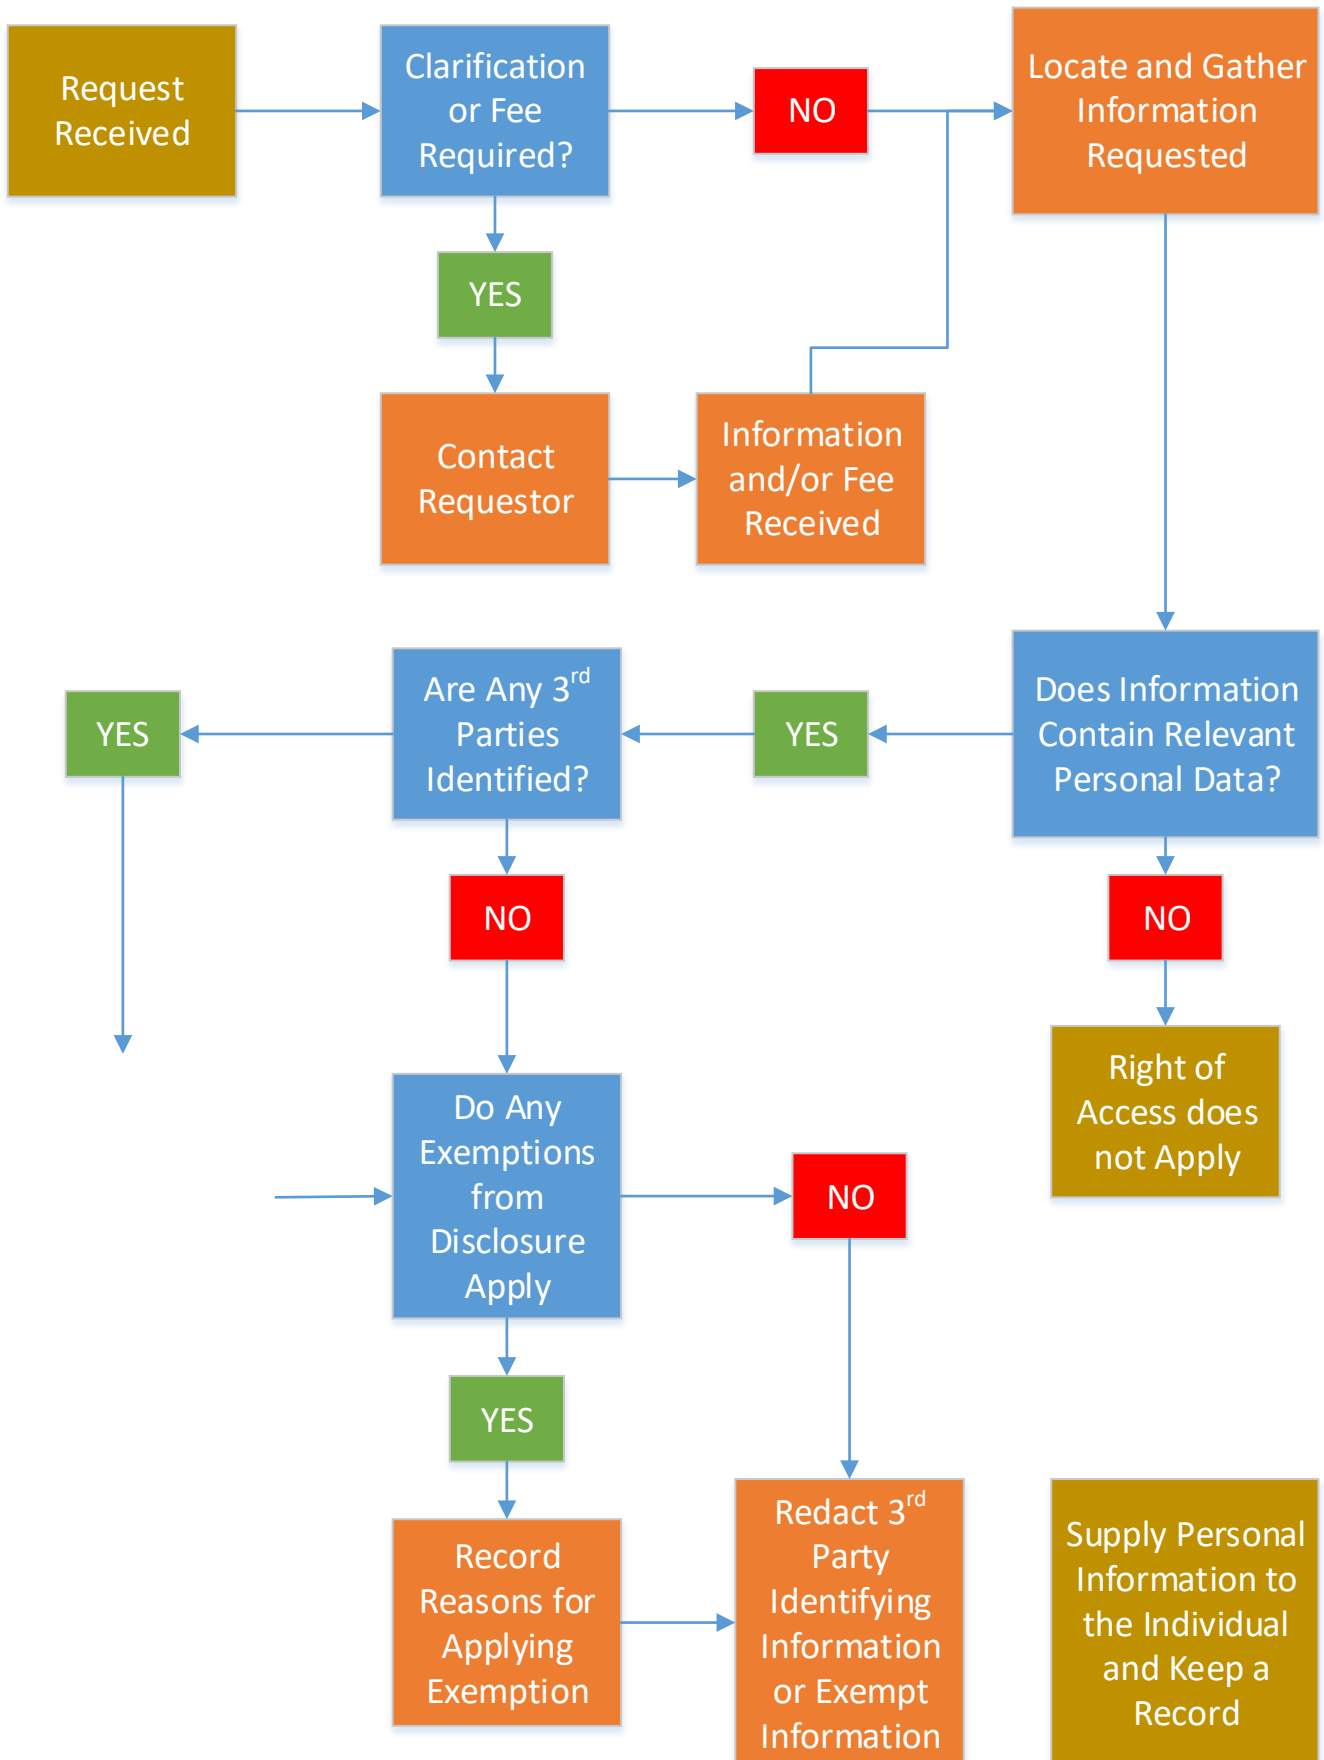 Request
Received
Clarification
or Fee
Required?
NO
Locate and Gather
Information
Requested
YES
Contact
Requestor
Information
and/or Fee
Received
Does Information
Contain Relevant
Personal Data?
YES
Are Any 3rd
Parties
Identified?
YES
NO
NO
Right of
Access does
not Apply
Do Any
Exemptions
from
Disclosure
Apply
NO
YES
Record
Reasons for
Applying
Exemption
Redact 3rd
Party
Identifying
Information
or Exempt
Information
Supply Personal
Information to
the Individual
and Keep a
Record